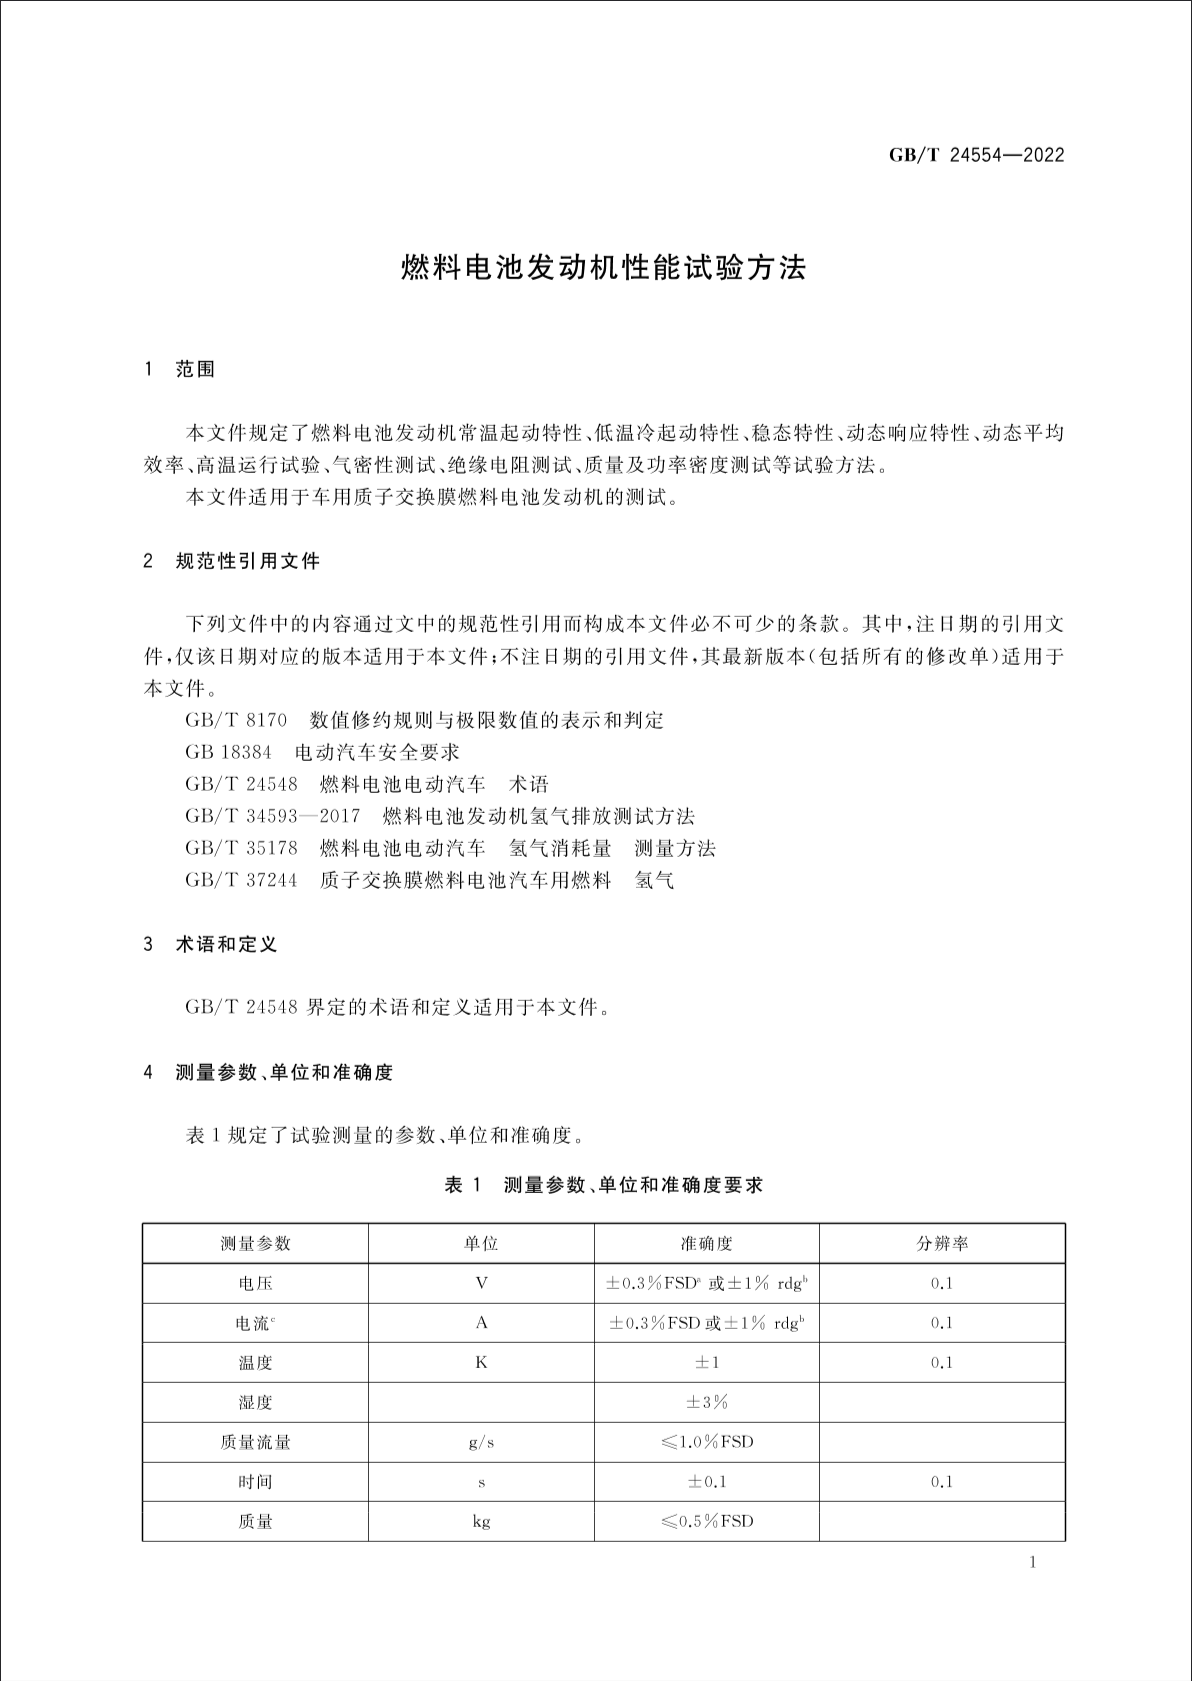 GB/T 24554—2022
燃料电池发动机性能试验方法
1 范围
本文件规定了燃料电池发动机常温起动特性、低温冷起动特性、稳态特性、动态响应特性、动态平均
效率、高温运行试验、气密性测试、绝缘电阻测试、质量及功率密度测试等试验方法。
本文件适用于车用质子交换膜燃料电池发动机的测试。
2 规范性引用文件
下列文件中的内容通过文中的规范性引用而构成本文件必不可少的条款。其中,注日期的引用文
件,仅该日期对应的版本适用于本文件;不注日期的引用文件,其最新版本(包括所有的修改单)适用于
本文件。
GB/T 8170 数值修约规则与极限数值的表示和判定
GB 18384 电动汽车安全要求
GB/T 24548 燃料电池电动汽车 术语
GB/T 34593—2017 燃料电池发动机氢气排放测试方法
GB/T 35178 燃料电池电动汽车 氢气消耗量 测量方法
GB/T 37244 质子交换膜燃料电池汽车用燃料 氢气
3 术语和定义
GB/T 24548 界定的术语和定义适用于本文件。
4 测量参数、单位和准确度
表 1 规定了试验测量的参数、单位和准确度。
表 1 测量参数、单位和准确度要求
测量参数 单位 准确度 分辨率
电压 V ±0.3%FSDᵃ 或±1% rdgᵇ 0.1
电流ᶜ A ±0.3%FSD 或±1% rdgᵇ 0.1
温度 K ±1 0.1
湿度 ±3%
质量流量 g/s ≤1.0%FSD
时间 s ±0.1 0.1
质量 kg ≤0.5%FSD
1